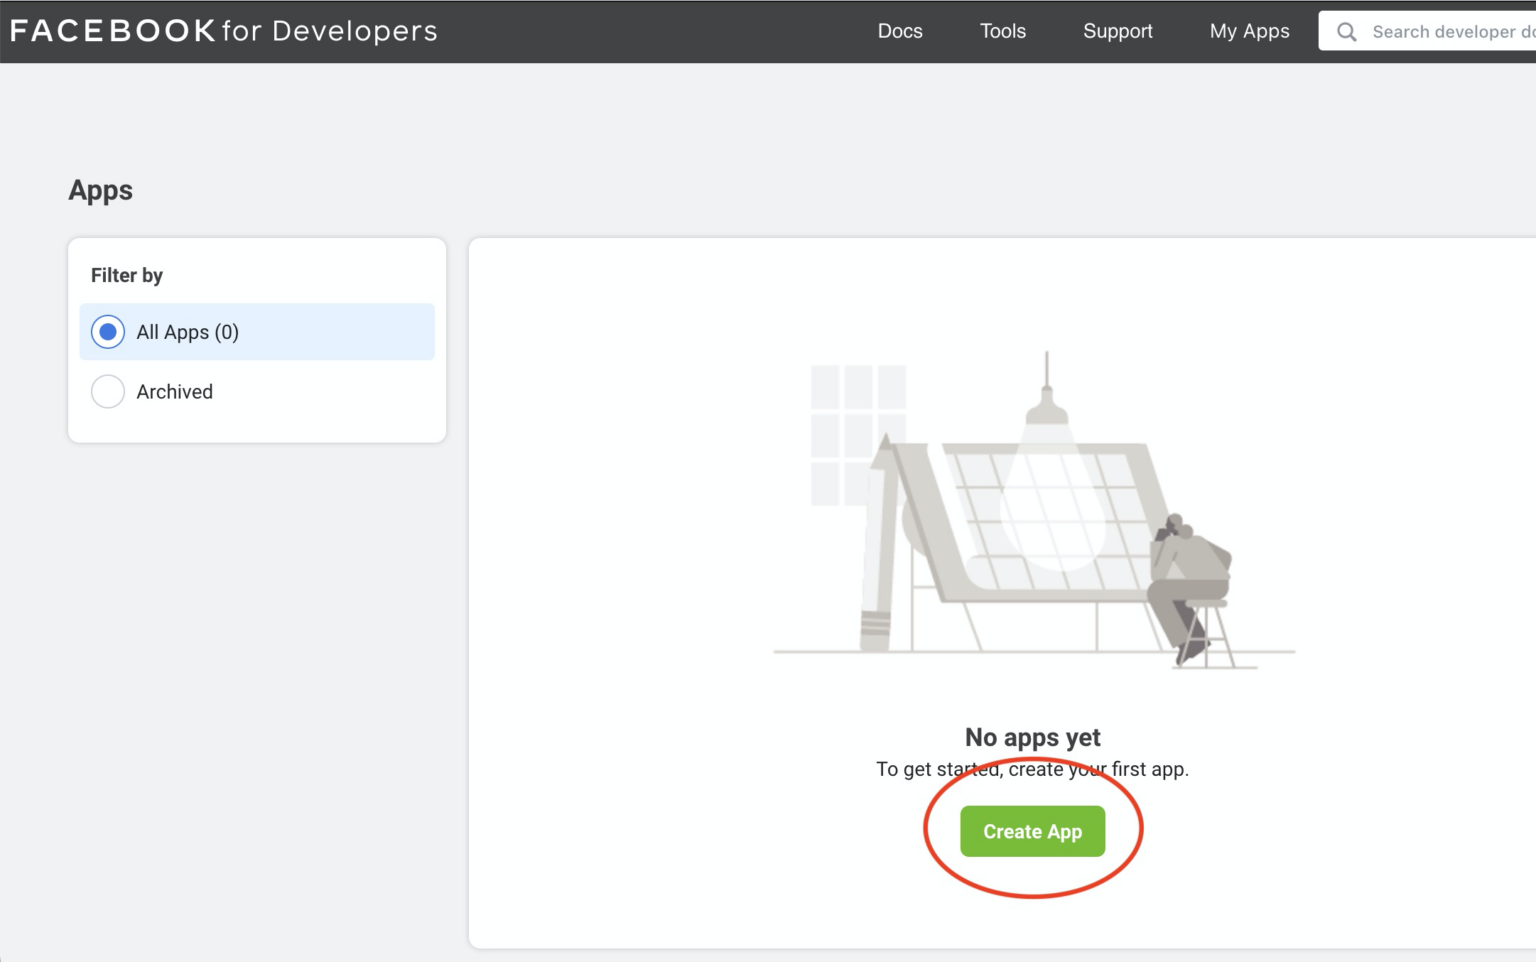 FACEBOOK for Developers
Docs
Tools
Support
My Apps
Search developer do
Apps
Filter by
All Apps (0)
Archived
No apps yet
To get started, create your first app.
Create App